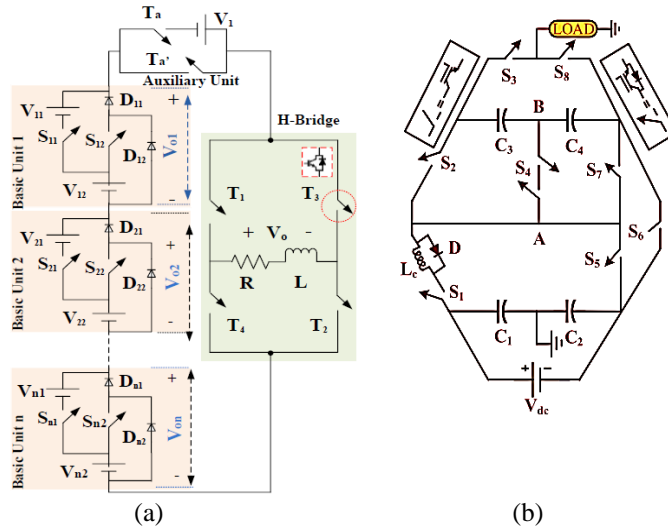 Ta
V1
Ta'
Auxiliary Unit
H-Bridge
Basic Unit 1
V11
D11
+
S11
S12
D12
Vo1
V12
-
Basic Unit 2
V21
D21
+
S21
S22
D22
Vo2
V22
-
Basic Unit n
Vn1
Dn1
+
Sn1
Sn2
Dn2
Von
Vn2
-
T1
T3
+ Vo -
R
L
T4
T2
(a)
LOAD
S3
S8
B
C3
C4
S2
S4
S7
S6
A
S5
D
Lc
S1
C1
C2
+ -
Vdc
(b)